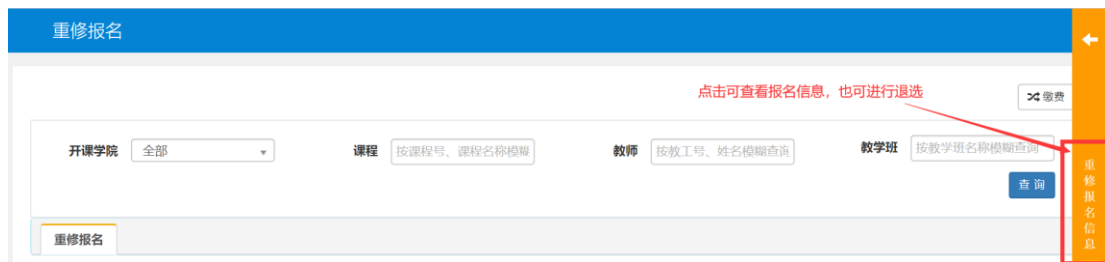 重修报名
点击可查看报名信息，也可进行退选
缴费
开课学院 全部 课程 按课程号、课程名称模糊 教师 按教工号、姓名模糊查询 教学班 按教学班名称模糊查询
查 询
重修报名信息
重修报名